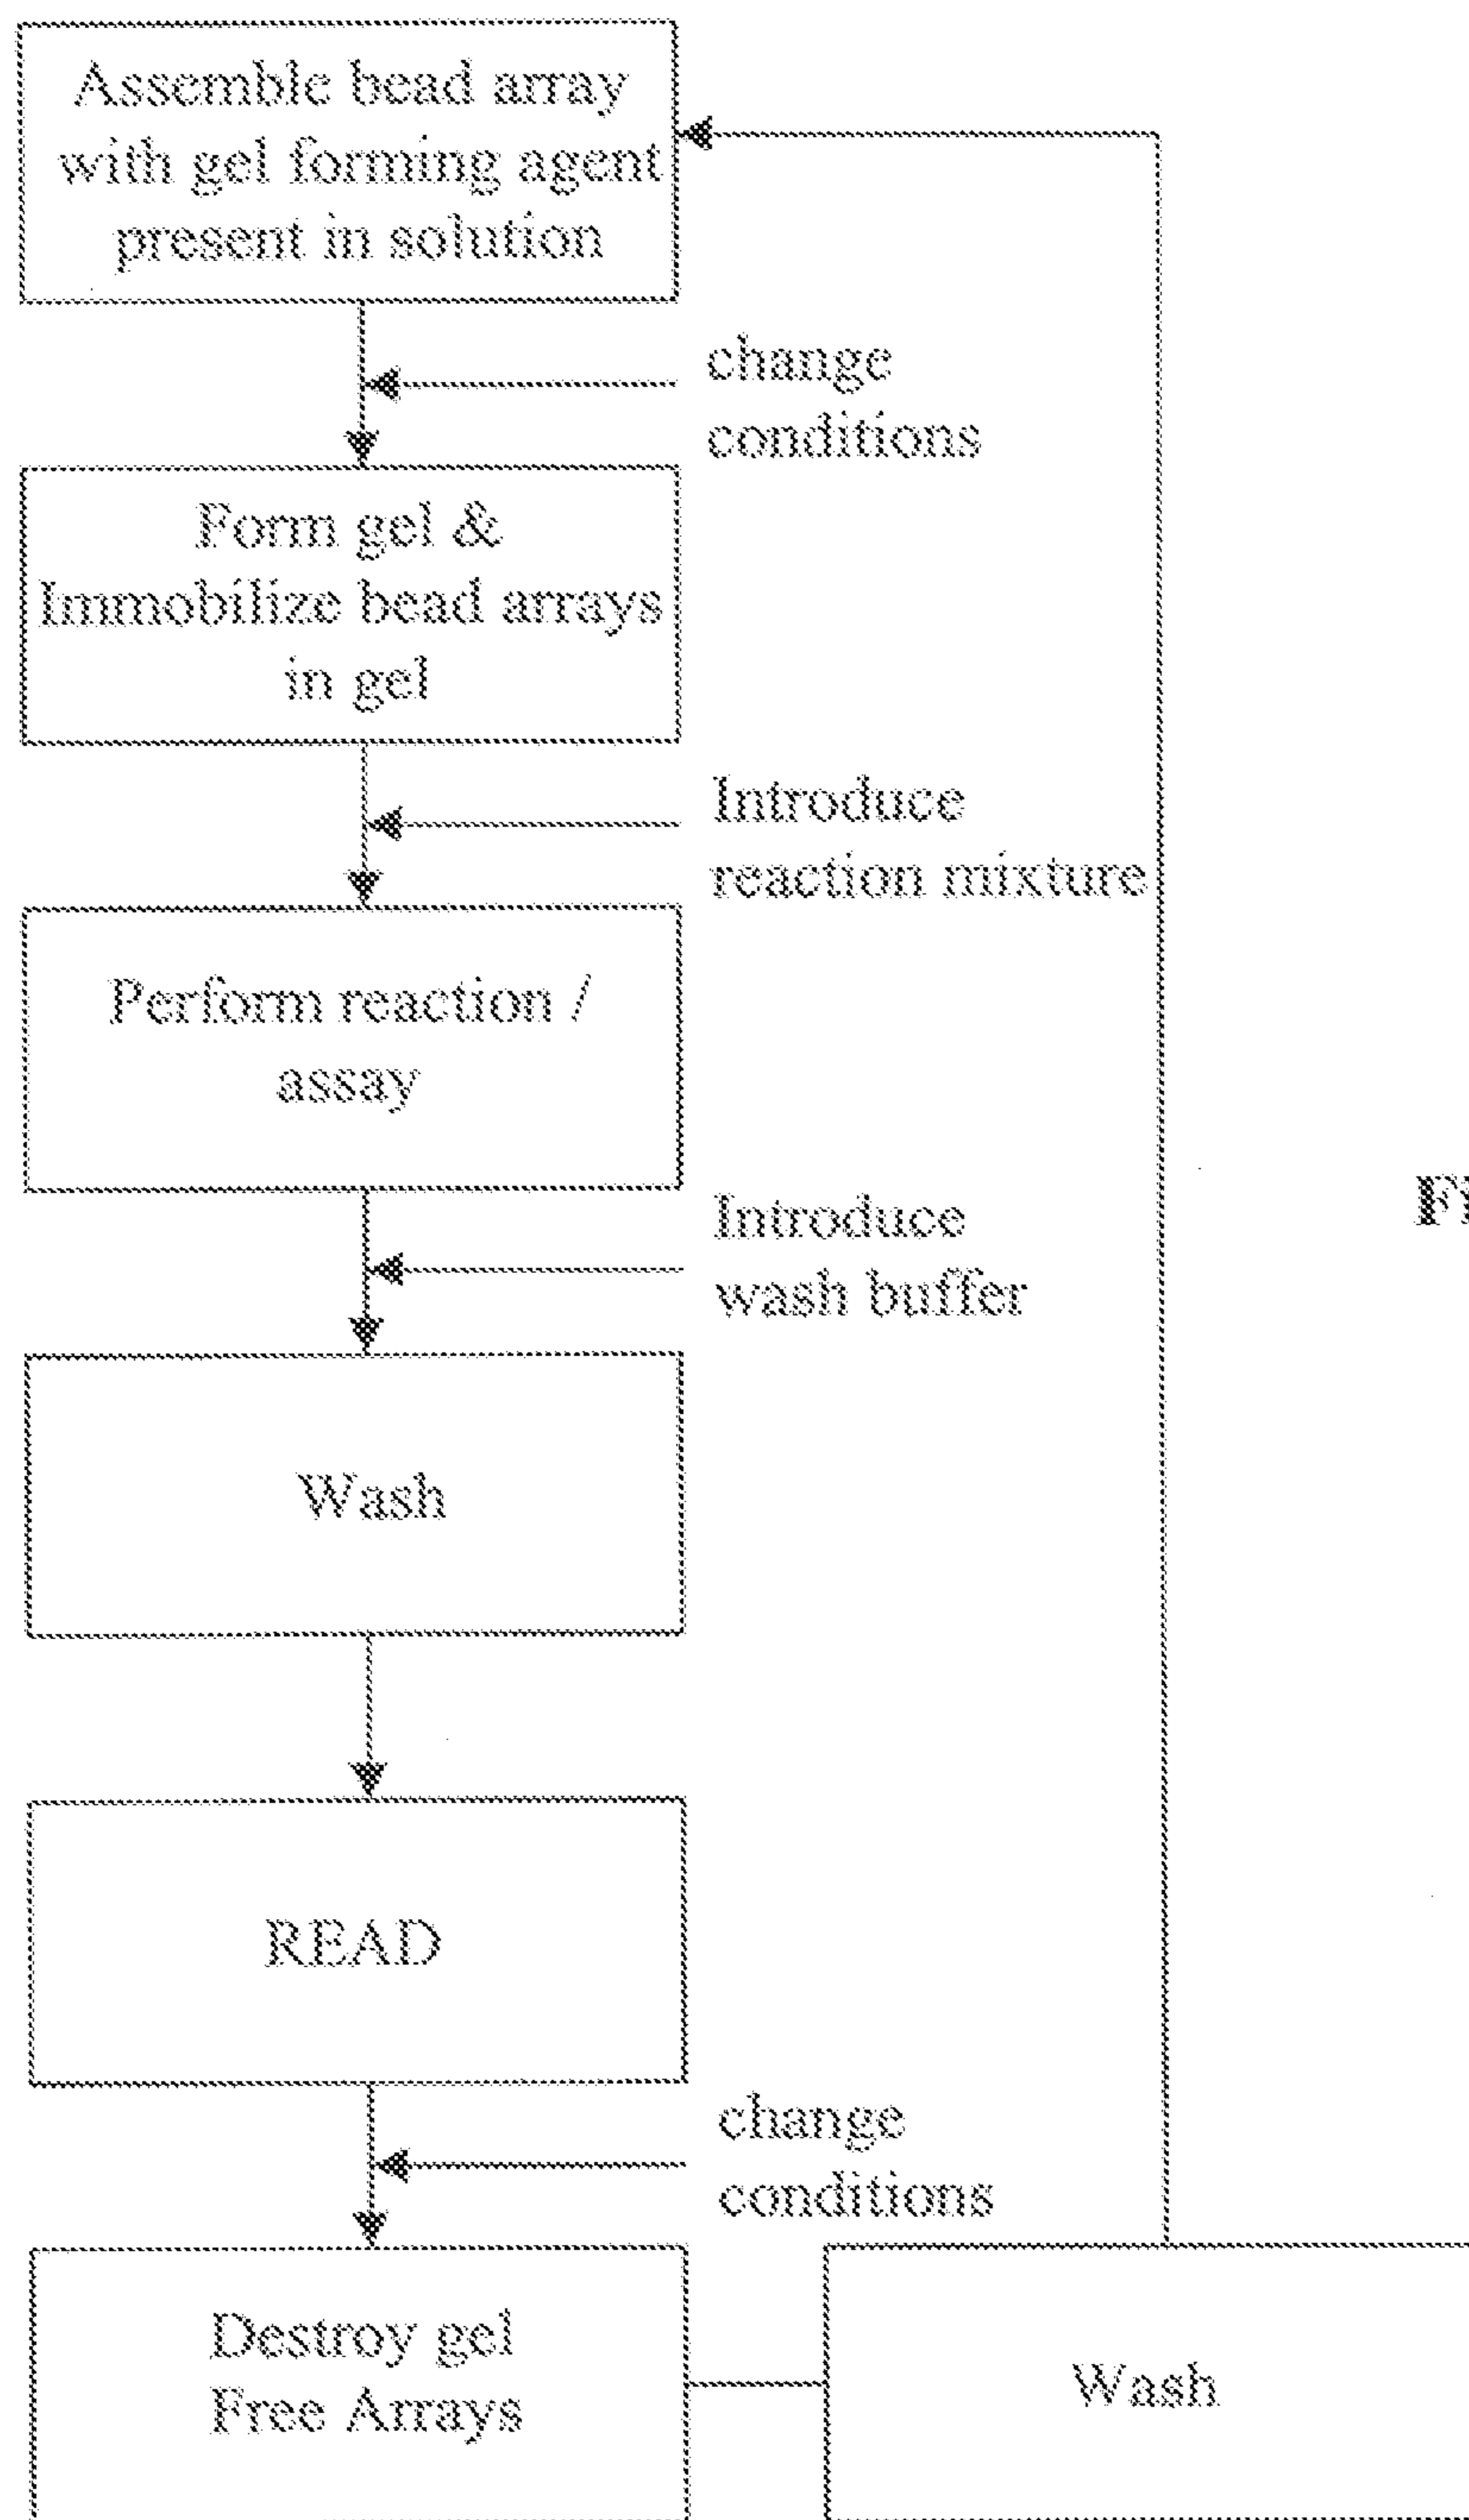 Assemble bead array
with gel forming agent
present in solution
change
conditions
Form gel &
Immobilize bead arrays
in gel
Introduce
reaction mixture
Perform reaction /
assay
Introduce
wash buffer
Wash
READ
change
conditions
Destroy gel
Free Arrays
Wash